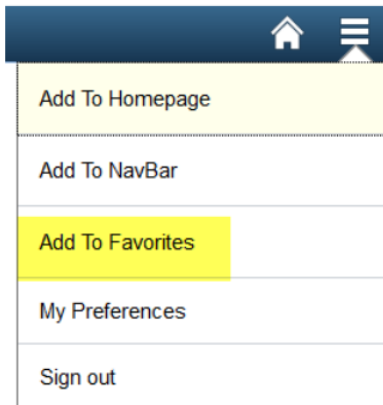 Add To Homepage
Add To NavBar
Add To Favorites
My Preferences
Sign out